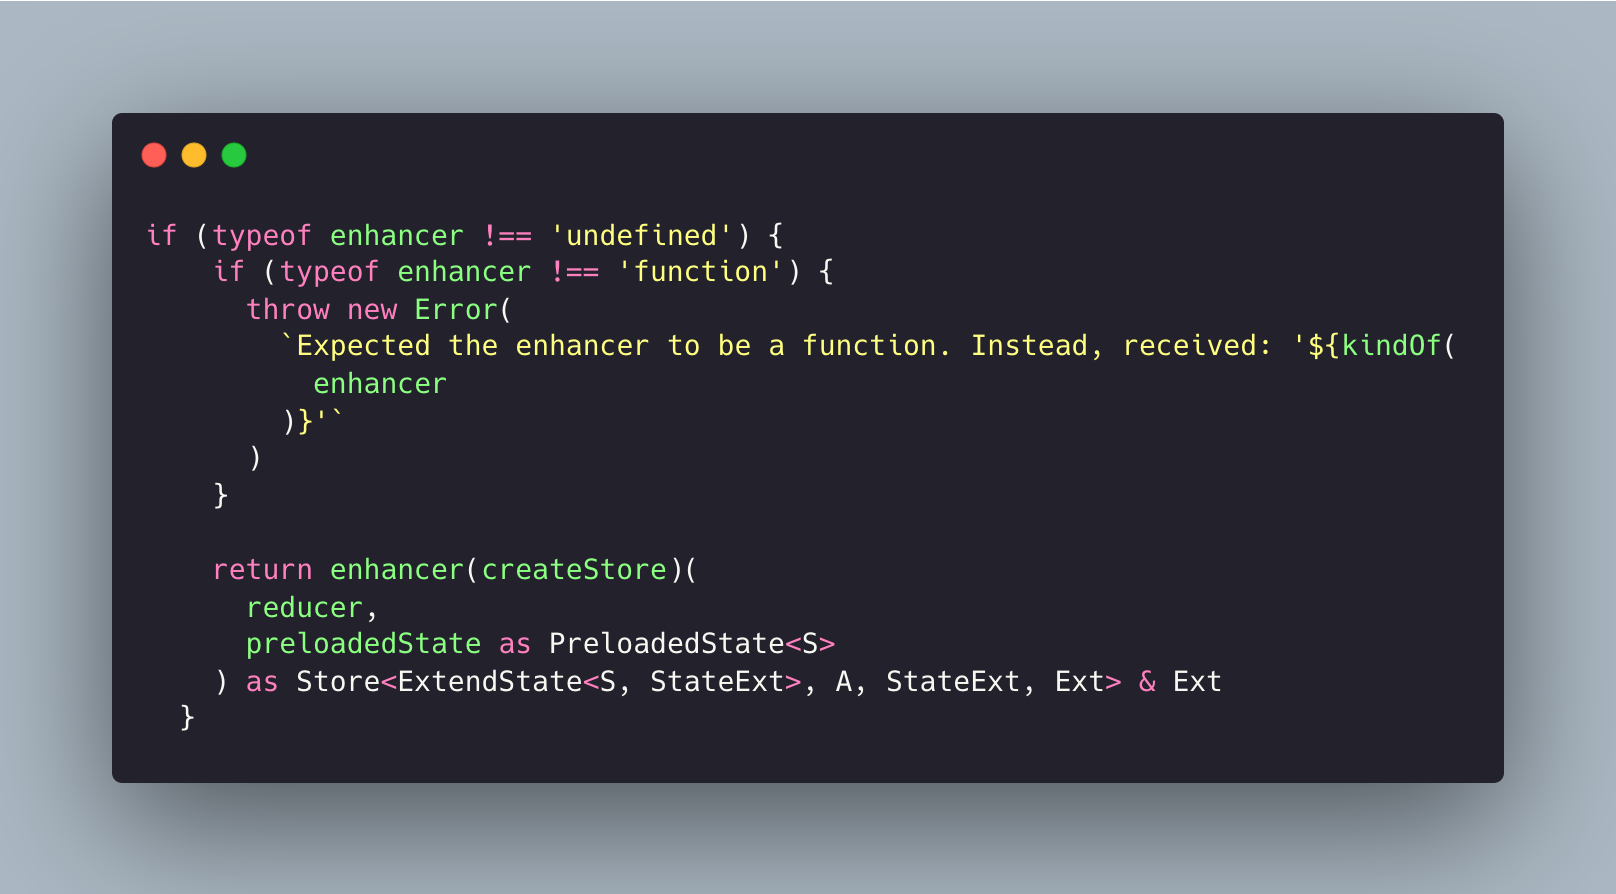 if (typeof enhancer !== 'undefined') {
    if (typeof enhancer !== 'function') {
      throw new Error(
        `Expected the enhancer to be a function. Instead, received: '${kindOf(
          enhancer
        )}'`
      )
    }

    return enhancer(createStore)(
      reducer,
      preloadedState as PreloadedState<S>
    ) as Store<ExtendState<S, StateExt>, A, StateExt, Ext> & Ext
  }